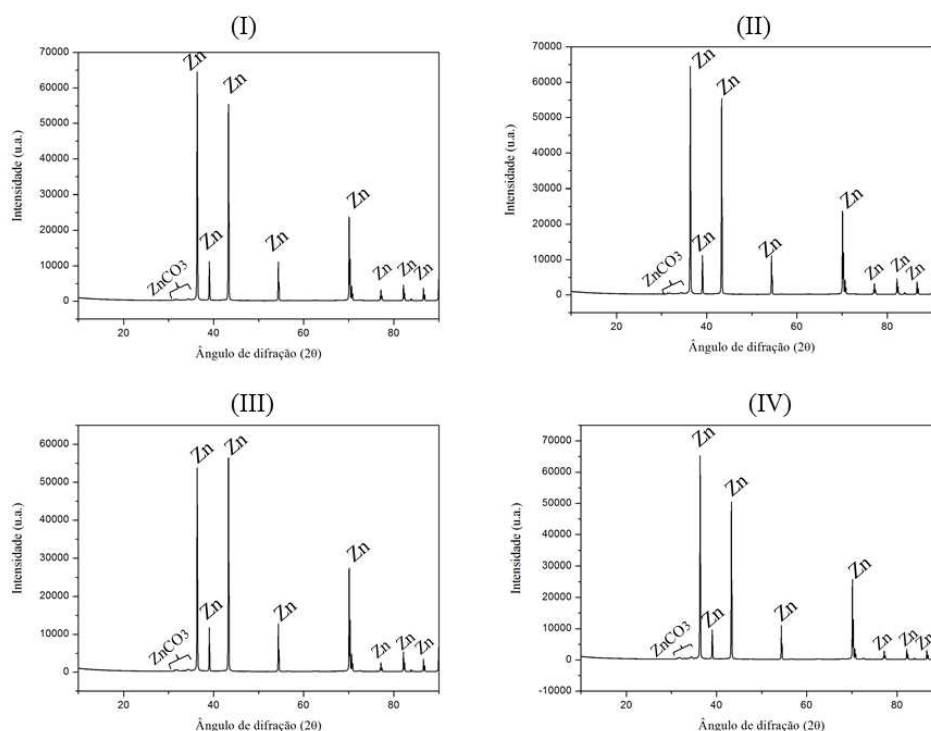 (I)
70000
60000
50000
40000
30000
20000
10000
0
Intensidade (u.a.)
ZnCO3
Zn
Zn
Zn
Zn
Zn
Zn
Zn
Zn
20
40
60
80
Ângulo de difração (2θ)
(II)
70000
60000
50000
40000
30000
20000
10000
0
Intensidade (u.a.)
ZnCO3
Zn
Zn
Zn
Zn
Zn
Zn
Zn
Zn
20
40
60
80
Ângulo de difração (2θ)
(III)
60000
50000
40000
30000
20000
10000
0
Intensidade (u.a.)
ZnCO3
Zn
Zn
Zn
Zn
Zn
Zn
Zn
Zn
20
40
60
80
Ângulo de difração (2θ)
(IV)
70000
60000
50000
40000
30000
20000
10000
0
-10000
Intensidade (u.a.)
ZnCO3
Zn
Zn
Zn
Zn
Zn
Zn
Zn
Zn
20
40
60
80
Ângulo de difração (2θ)